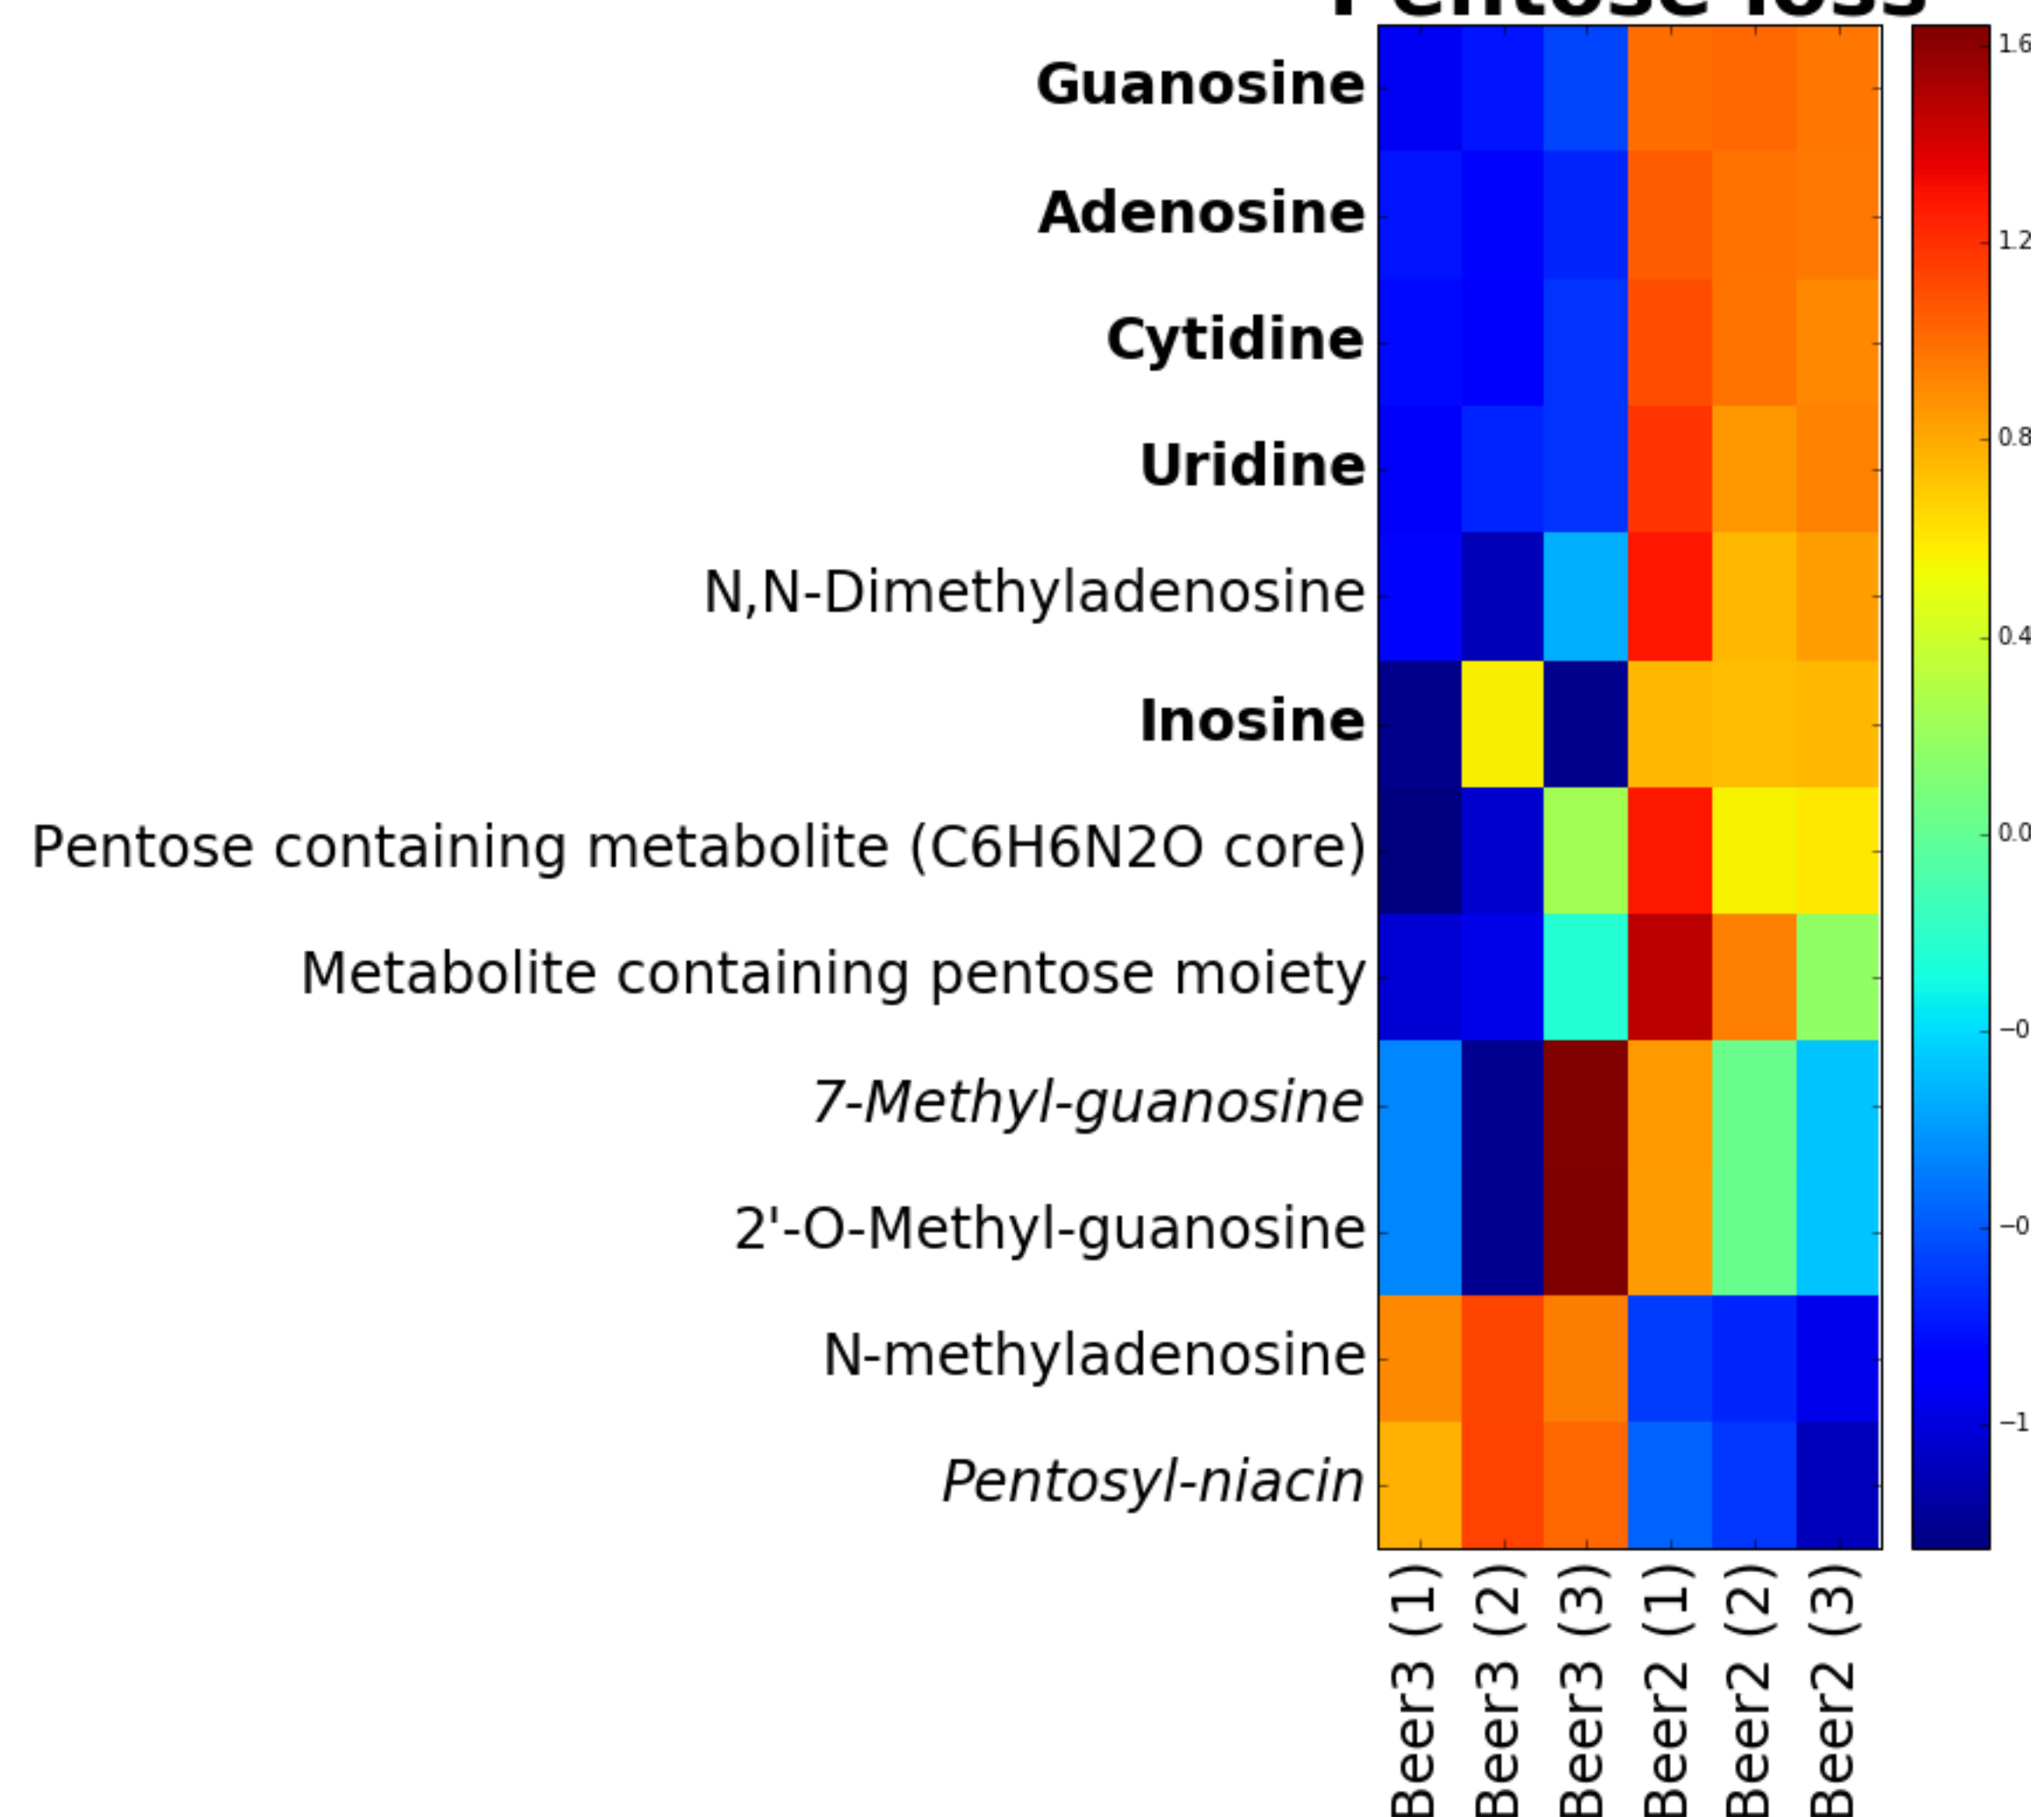 Pentose loss
Guanosine
Adenosine
Cytidine
Uridine
N,N-Dimethyladenosine
Inosine
Pentose containing metabolite (C6H6N2O core)
Metabolite containing pentose moiety
7-Methyl-guanosine
2'-O-Methyl-guanosine
N-methyladenosine
Pentosyl-niacin
1.6
1.2
0.8
0.4
0.0
−0
−0
−1
Beer3 (1)
Beer3 (2)
Beer3 (3)
Beer2 (1)
Beer2 (2)
Beer2 (3)